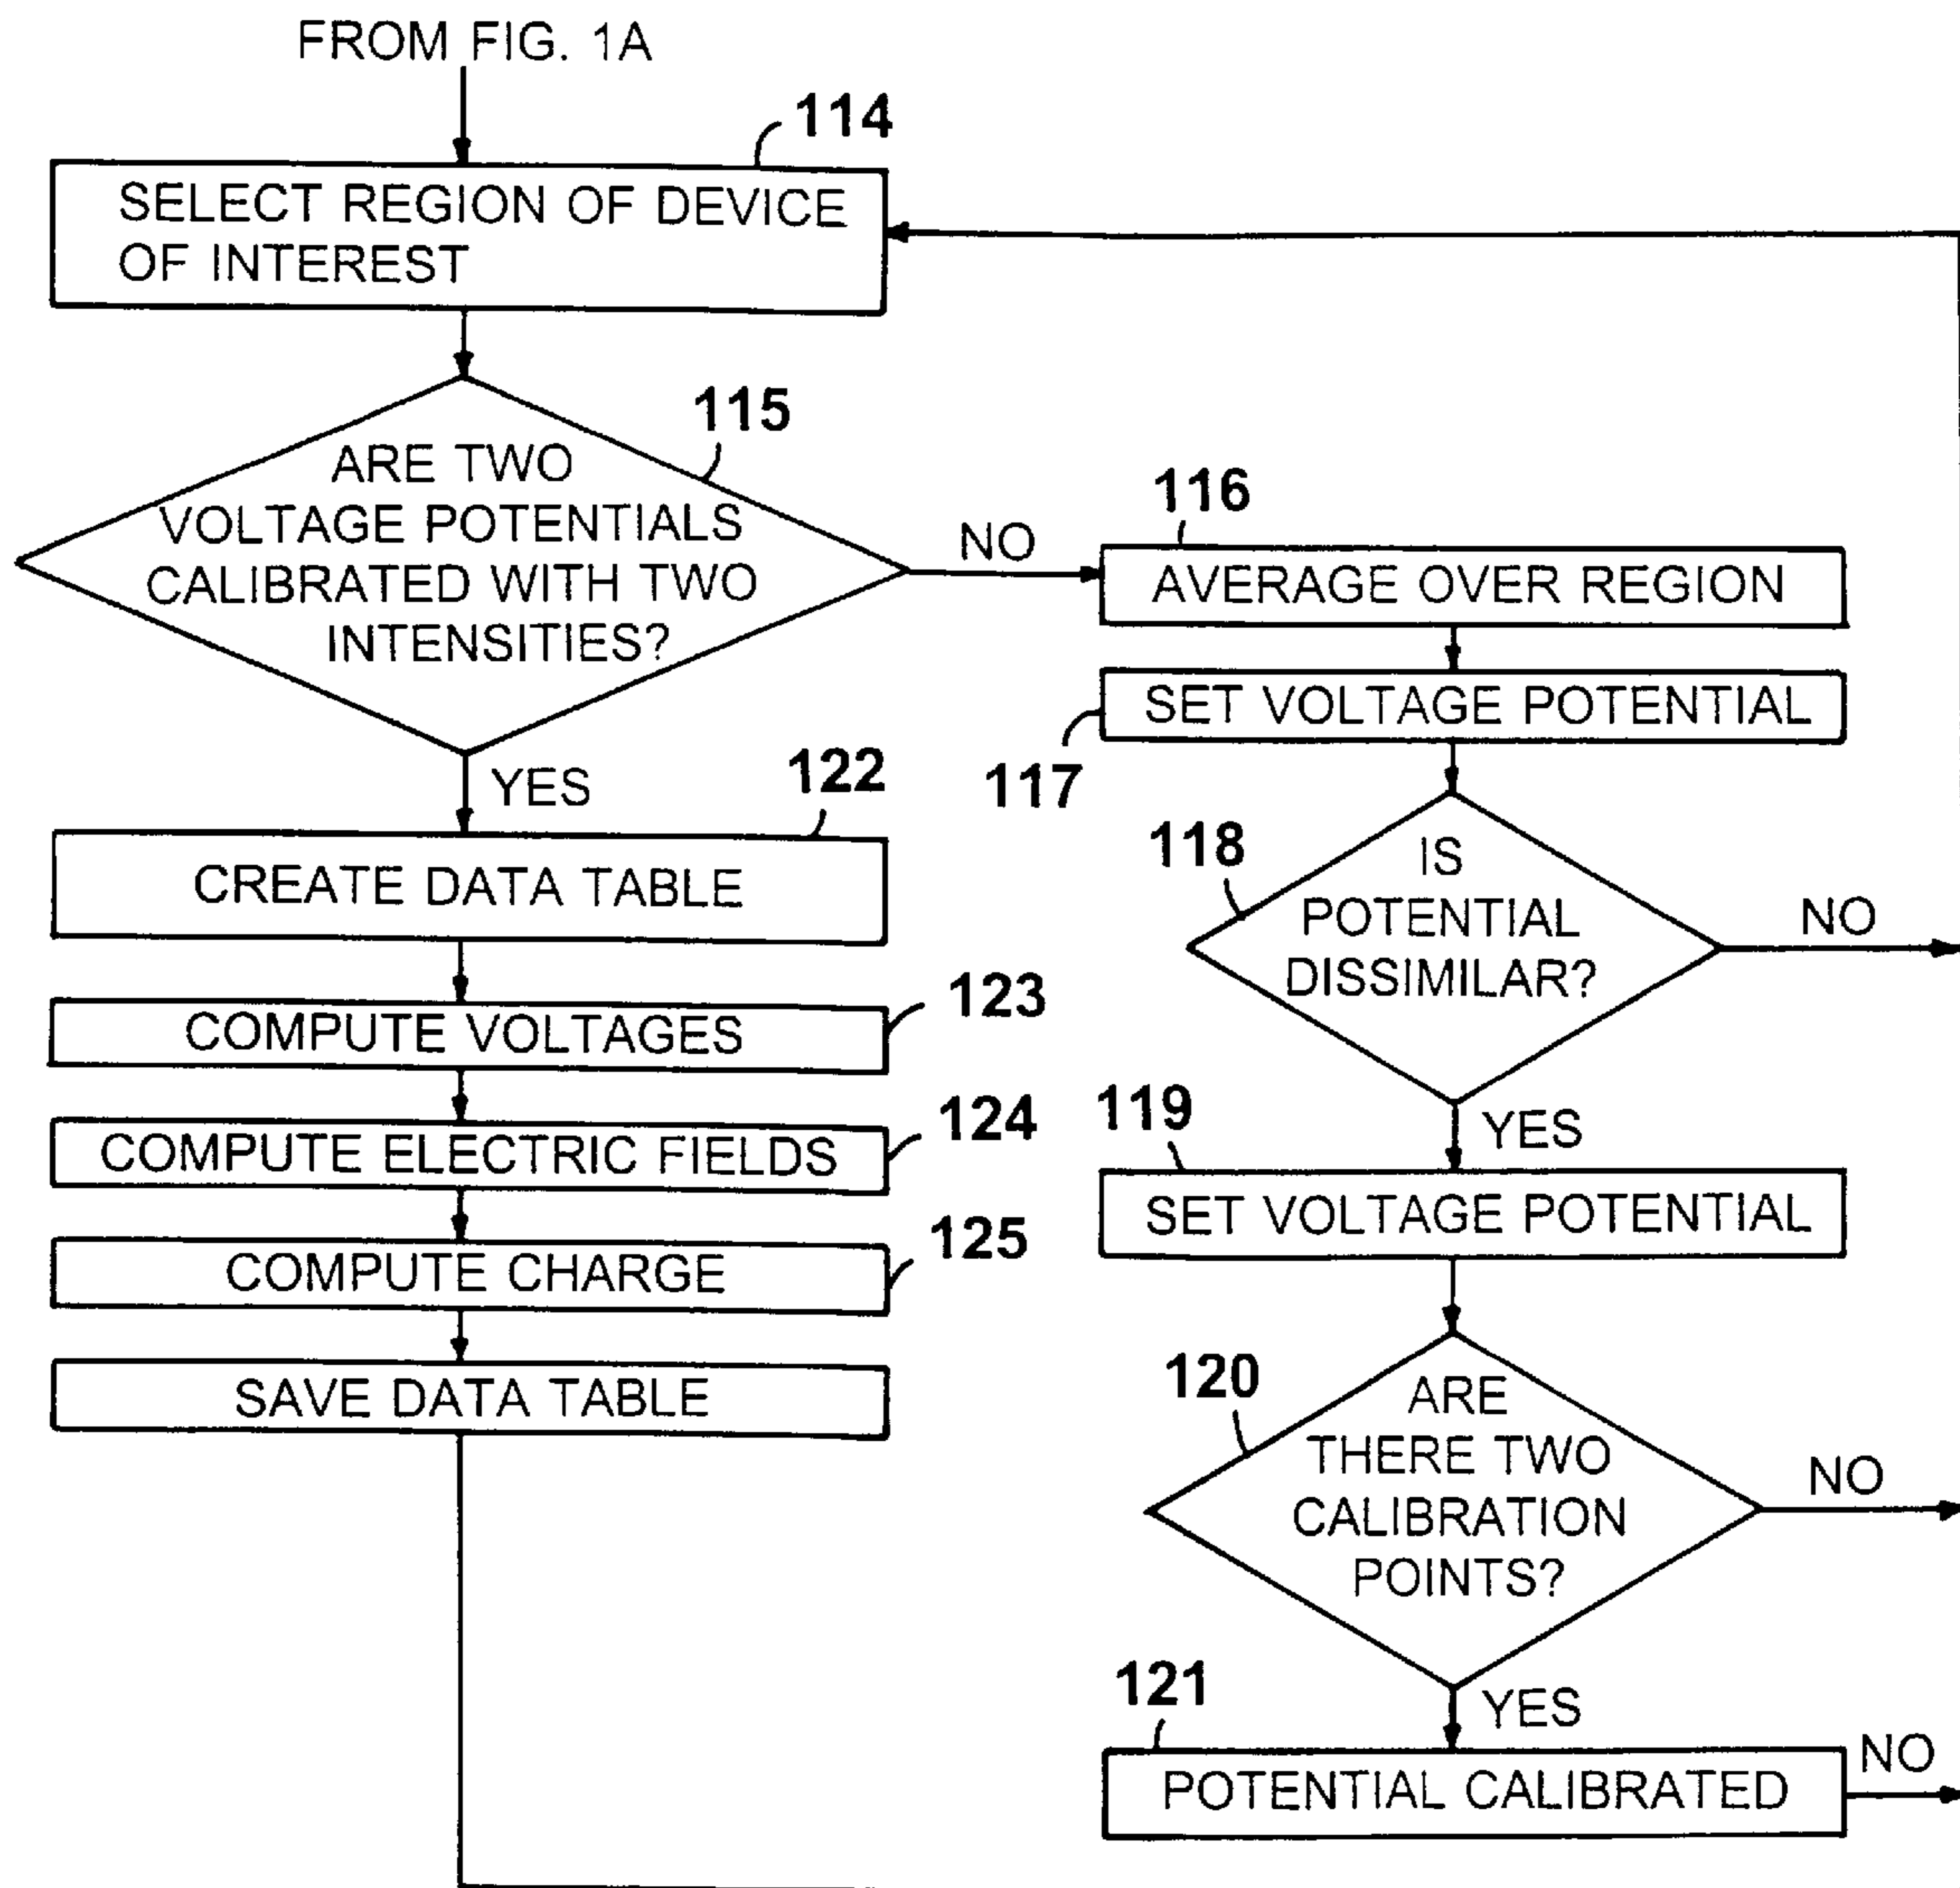 FROM FIG. 1A
114
SELECT REGION OF DEVICE
OF INTEREST
115
ARE TWO
VOLTAGE POTENTIALS
CALIBRATED WITH TWO
INTENSITIES?
NO
YES
116
AVERAGE OVER REGION
117
SET VOLTAGE POTENTIAL
118
IS
POTENTIAL
DISSIMILAR?
NO
YES
119
SET VOLTAGE POTENTIAL
120
ARE
THERE TWO
CALIBRATION
POINTS?
NO
YES
121
POTENTIAL CALIBRATED
NO
122
CREATE DATA TABLE
123
COMPUTE VOLTAGES
124
COMPUTE ELECTRIC FIELDS
125
COMPUTE CHARGE
SAVE DATA TABLE